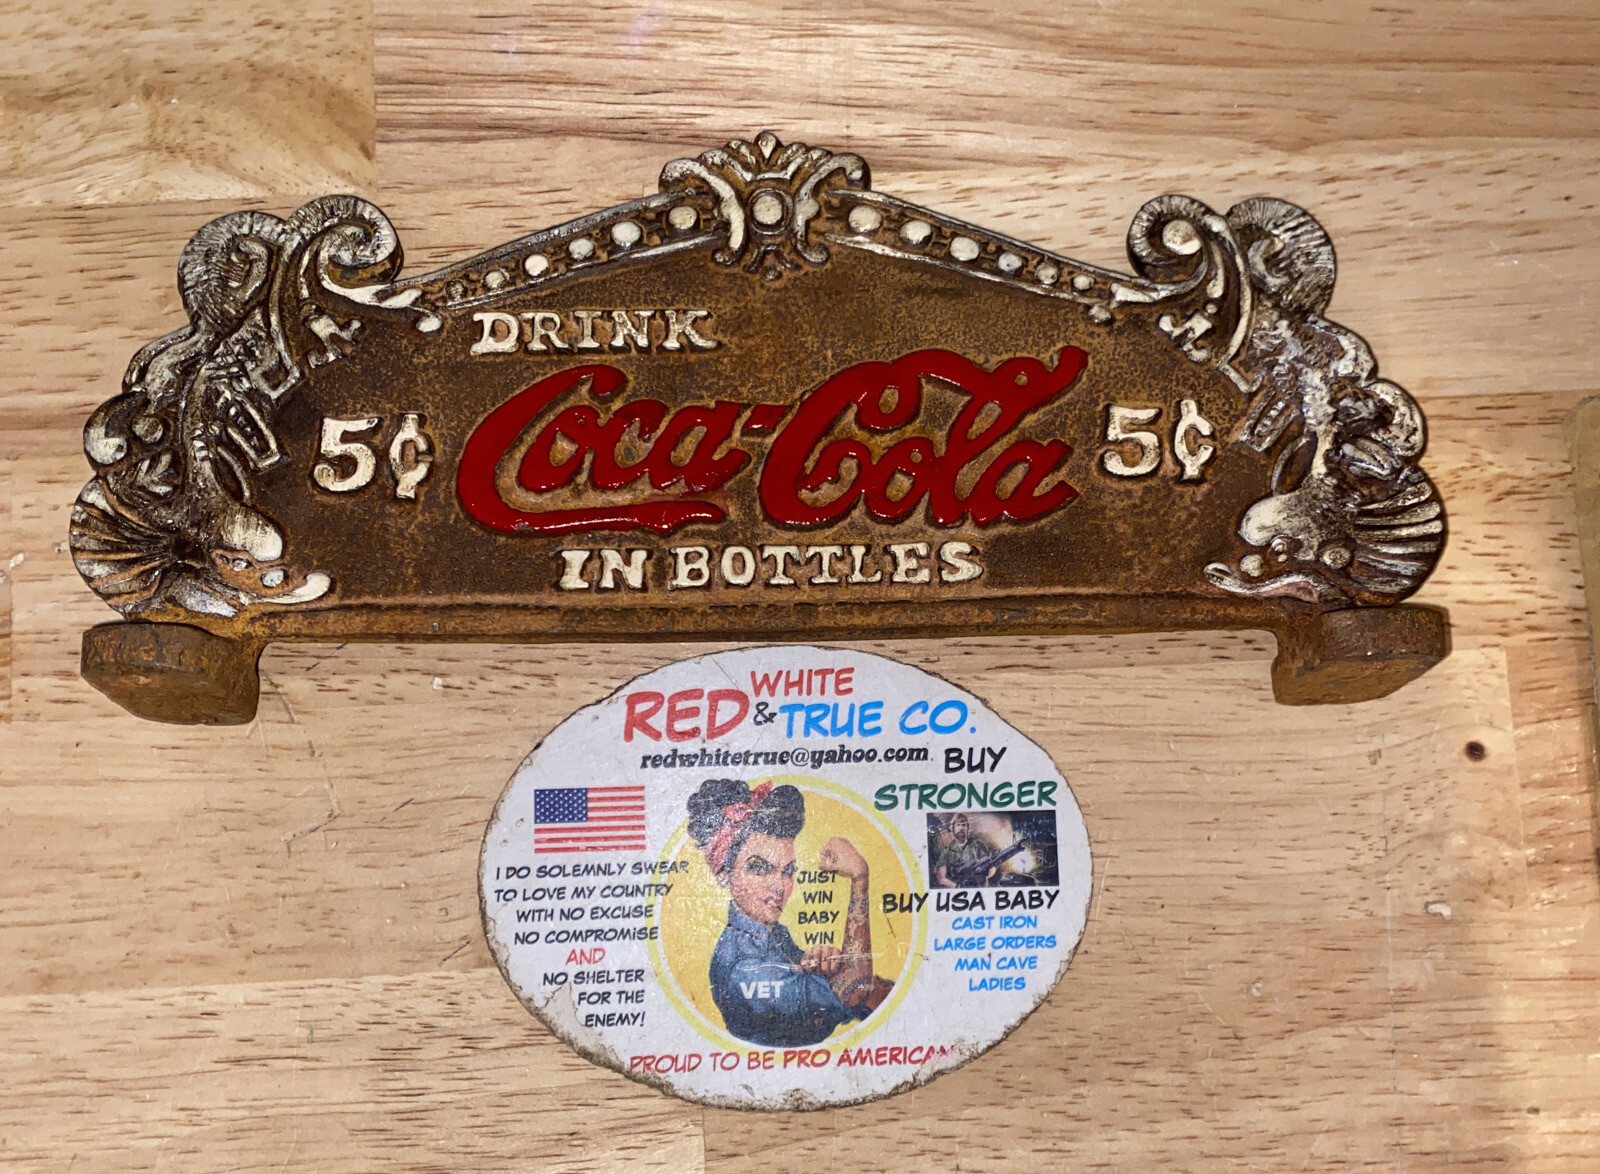 DRINK
5¢ Coca-Cola 5¢
IN BOTTLES
RED WHITE & TRUE CO.
redwhitetrue@yahoo.com
BUY
STRONGER
BUY USA BABY
CAST IRON
LARGE ORDERS
MAN CAVE
LADIES
I DO SOLEMNLY SWEAR
TO LOVE MY COUNTRY
WITH NO EXCUSE
NO COMPROMISE
AND
NO SHELTER
FOR THE
ENEMY!
JUST
WIN
BABY
WIN
VET
PROUD TO BE PRO AMERICAN